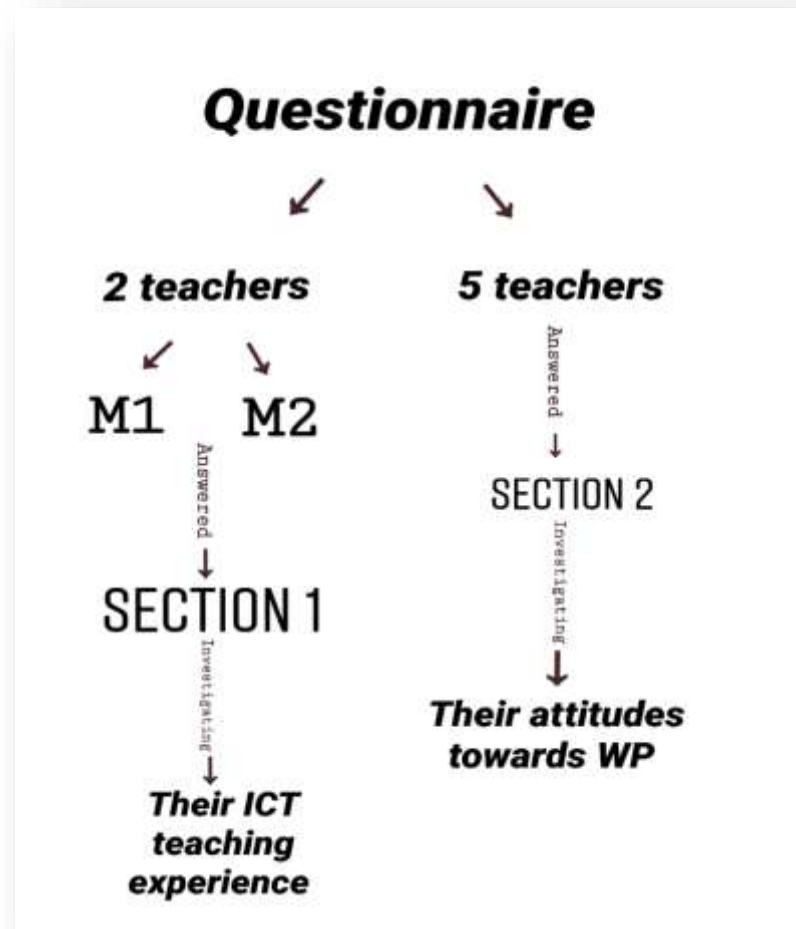 Questionnaire
2 teachers
5 teachers
M1
M2
Answered
SECTION 1
Investigating
Their ICT
teaching
experience
Answered
SECTION 2
Investigating
Their attitudes
towards WP